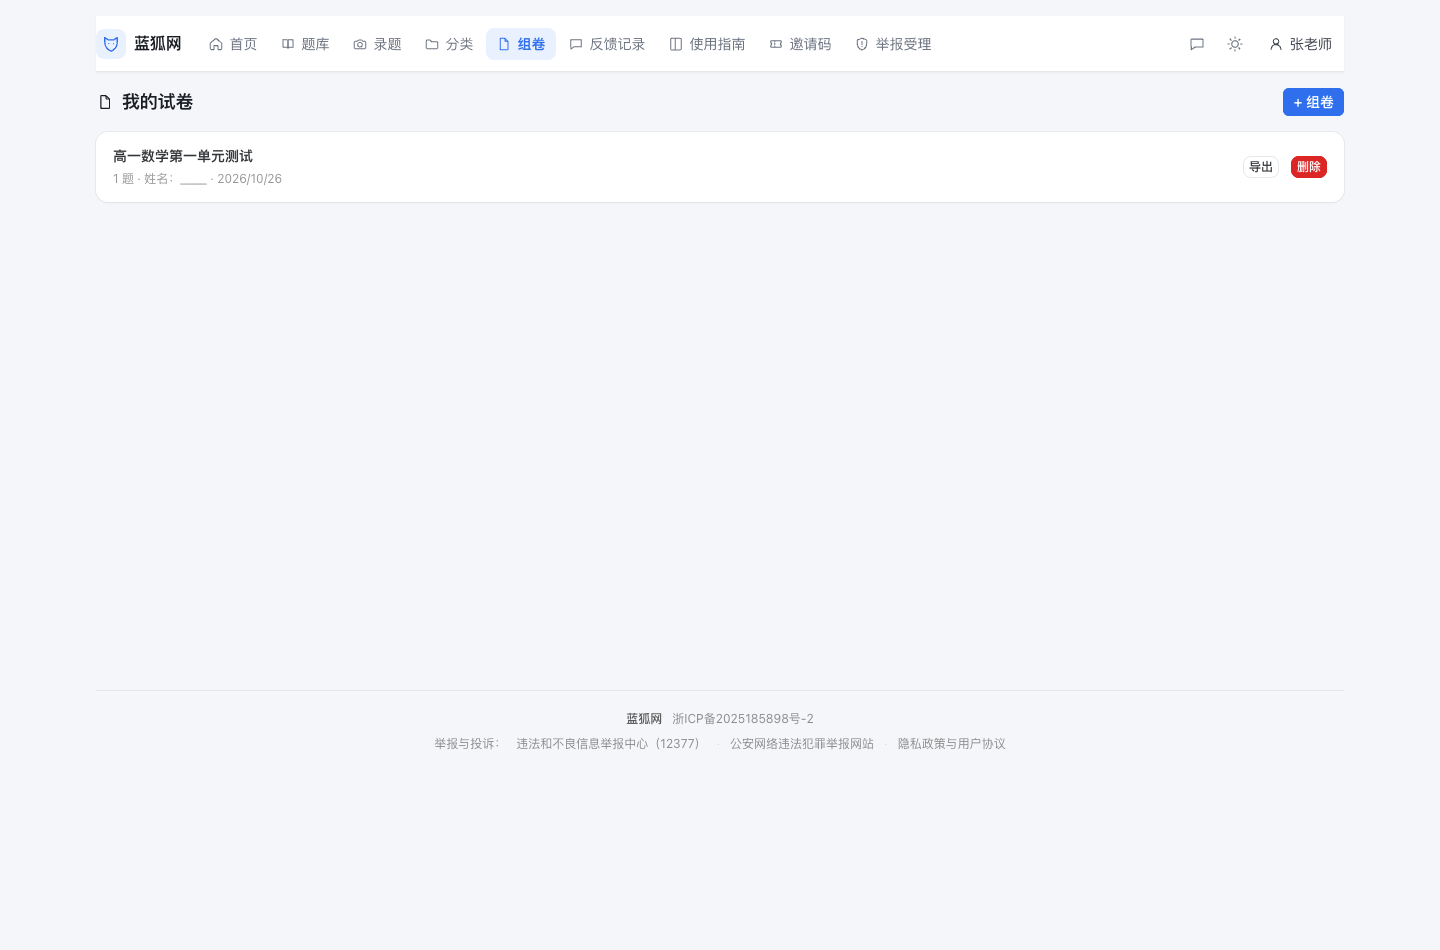 蓝狐网 首页 题库 录题 分类 组卷 反馈记录 使用指南 邀请码 举报受理 张老师
我的试卷 + 组卷
高一数学第一单元测试
1 题 · 姓名：____ · 2026/10/26
导出 删除
蓝狐网 浙ICP备2025185898号-2
举报与投诉： 违法和不良信息举报中心（12377） · 公安网络违法犯罪举报网站 · 隐私政策与用户协议